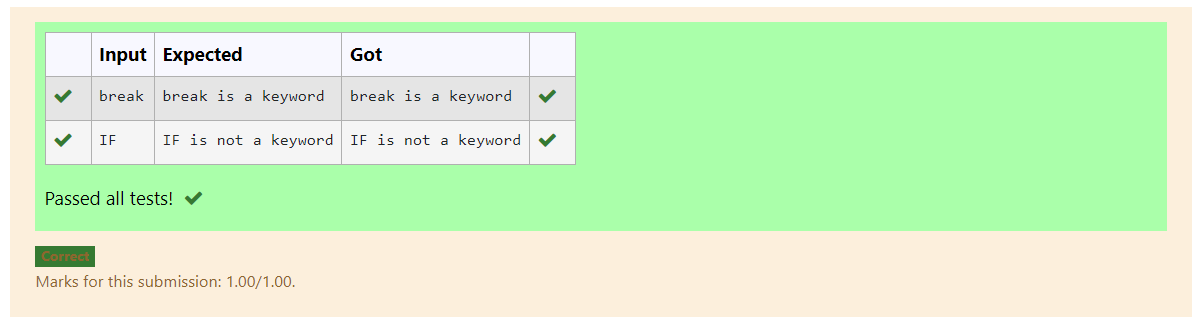 Input Expected Got
break break is a keyword break is a keyword
IF IF is not a keyword IF is not a keyword
Passed all tests!
Correct
Marks for this submission: 1.00/1.00.